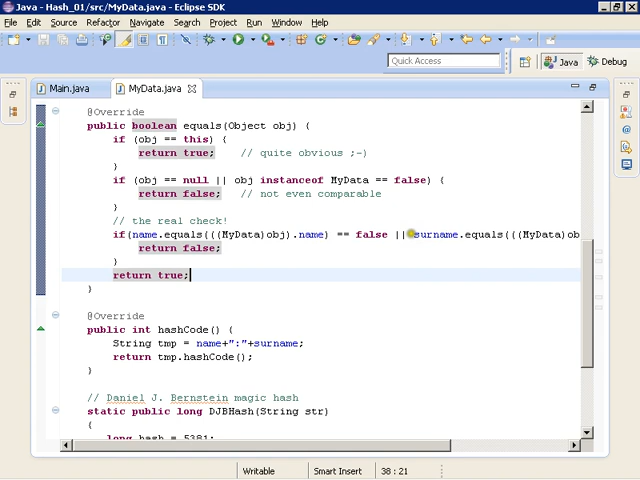 Java - Hash_01/src/MyData.java - Eclipse SDK
File Edit Source Refactor Navigate Search Project Run Window Help
Quick Access
Java
Debug
Main.java
MyData.java
@Override
public boolean equals(Object obj) {
if (obj == this) {
return true; // quite obvious ;-)
}
if (obj == null || obj instanceof MyData == false) {
return false; // not even comparable
}
// the real check!
if(name.equals(((MyData)obj).name) == false || surname.equals(((MyData)ob
return false;
}
return true;
}
@Override
public int hashCode() {
String tmp = name+":"+surname;
return tmp.hashCode();
}
// Daniel J. Bernstein magic hash
static public long DJBHash(String str)
{
long hash = 5381;
Writable
Smart Insert
38 : 21